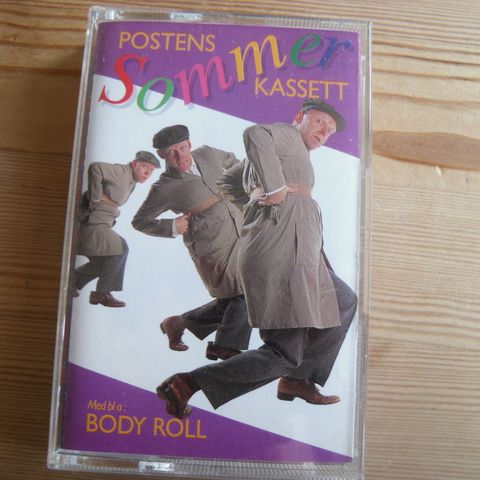 POSTENS
Sommer
KASSETT
Med bl a:
BODY ROLL